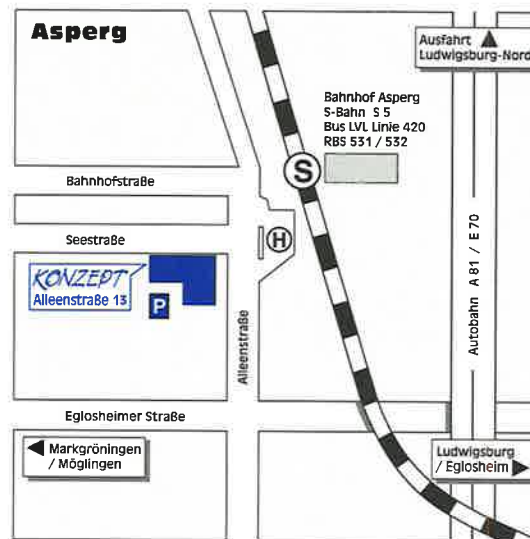 Asperg
Ausfahrt ▲
Ludwigsburg-Nord
Bahnhof Asperg
S-Bahn S 5
Bus LVL Linie 420
RBS 531 / 532
S
Bahnhofstraße
H
Seestraße
KONZEPT
Alleenstraße 13
P
Alleenstraße
Autobahn A 81 / E 70
Eglosheimer Straße
◀ Markgröningen
/ Möglingen
Ludwigsburg
/ Eglosheim ▶